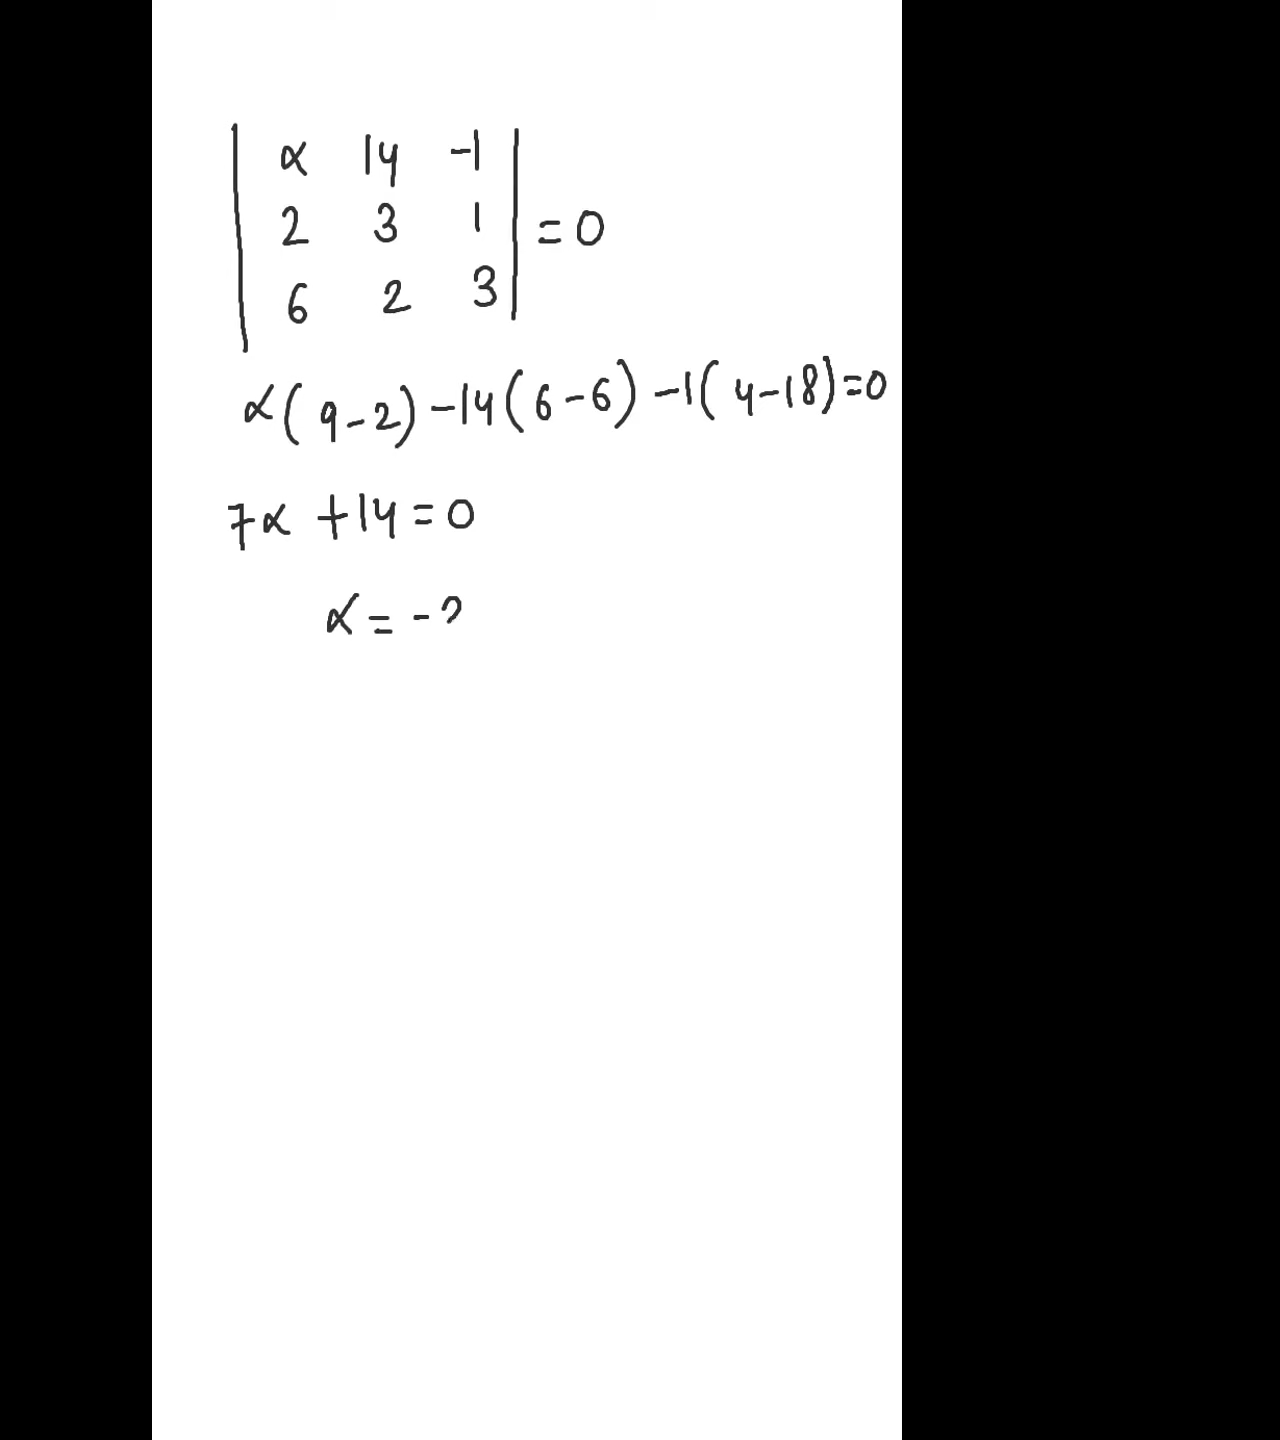 | α 14 -1 |
| 2 3 1 | = 0
| 6 2 3 |
α(9-2) -14(6-6) -1(4-18)=0
7α +14=0
α = -2